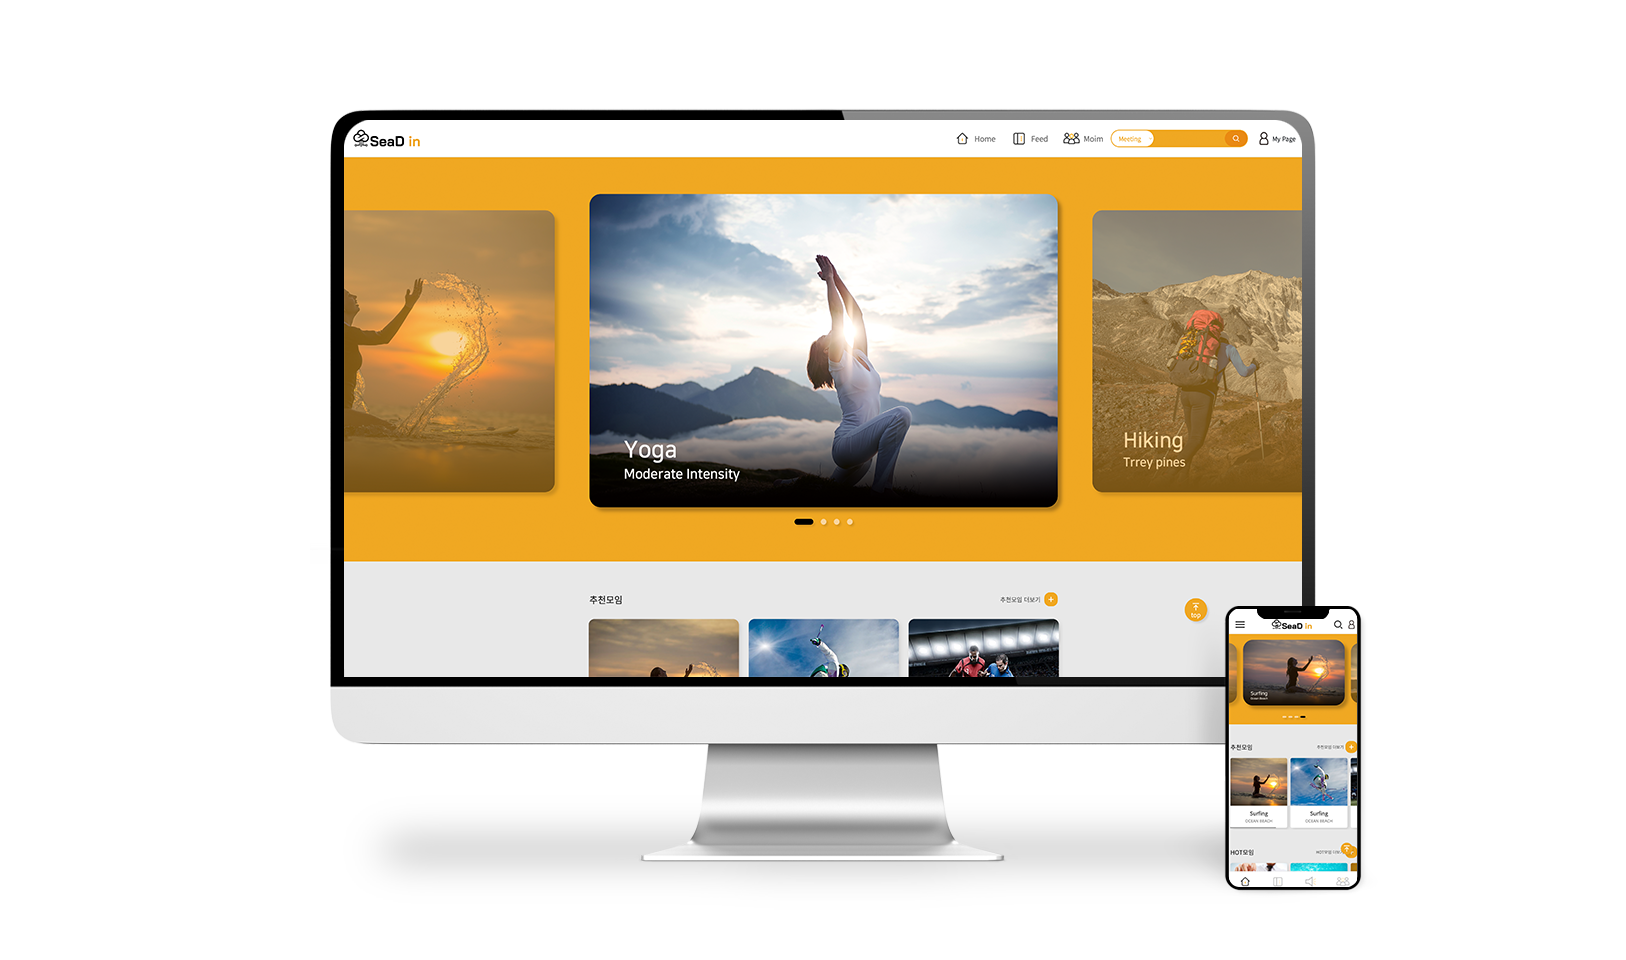 SeaD in
Home
Feed
Moim
Meeting
My Page
Yoga
Moderate Intensity
Hiking
Trrey pines
추천모임
추천모임 더보기
top
SeaD in
Surfing
Ocean Beach
추천모임
추천모임 더보기
Surfing
OCEAN BEACH
Surfing
OCEAN BEACH
HOT모임
HOT모임 더보기